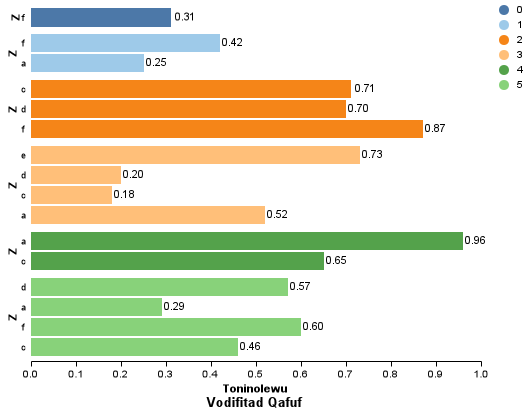 N f 0.31
f 0.42
N
a 0.25
c 0.71
N d 0.70
f 0.87
e 0.73
d 0.20
N
c 0.18
a 0.52
a 0.96
N
c 0.65
d 0.57
a 0.29
N
f 0.60
c 0.46
0.0 0.1 0.2 0.3 0.4 0.5 0.6 0.7 0.8 0.9 1.0
Toninolewu
Vodifitad Qafuf
0
1
2
3
4
5